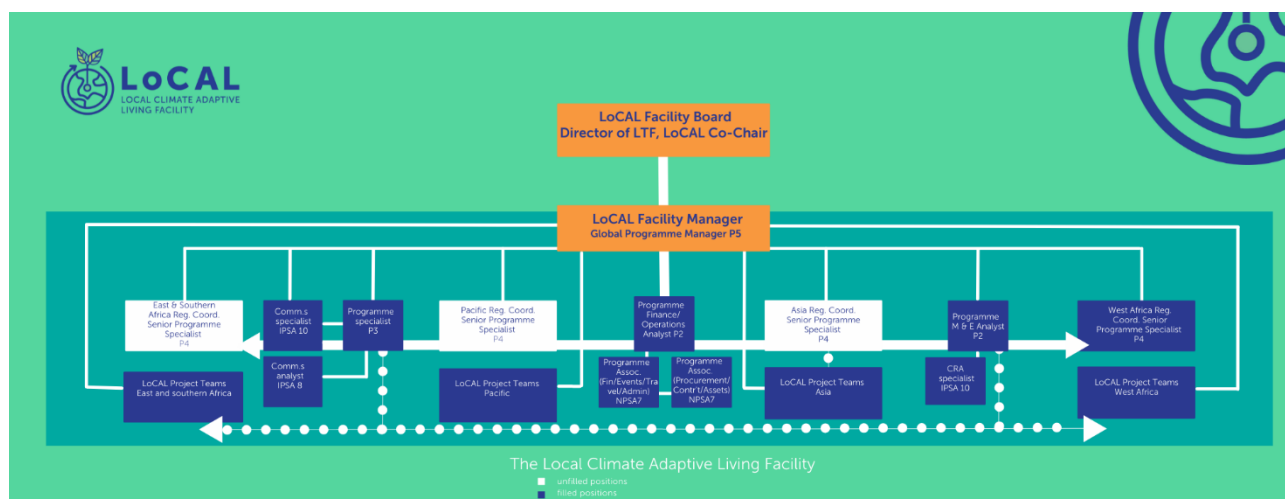 LoCAL
LOCAL CLIMATE ADAPTIVE
LIVING FACILITY
LoCAL Facility Board
Director of LTF, LoCAL Co-Chair
LoCAL Facility Manager
Global Programme Manager P5
East & Southern
Africa Reg. Coord.
Senior Programme
Specialist
P4
Comm.s
specialist
IPSA 10
Programme
specialist
P3
Pacific Reg. Coord.
Senior Programme
Specialist
P4
Programme
Finance/
Operations
Analyst P2
Asia Reg. Coord.
Senior Programme
Specialist
P4
Programme
M & E Analyst
P2
West Africa Reg.
Coord. Senior
Programme Specialist
P4
LoCAL Project Teams
East and southern Africa
Comm.s
analyst
IPSA 8
LoCAL Project Teams
Pacific
Programme
Assoc.
(Fin/Events/Tra
vel/Admin)
NPSA7
Programme
Assoc.
(Procurement/
Contr't/Assets)
NPSA7
LoCAL Project Teams
Asia
CRA
specialist
IPSA 10
LoCAL Project Teams
West Africa
The Local Climate Adaptive Living Facility
unfilled positions
filled positions